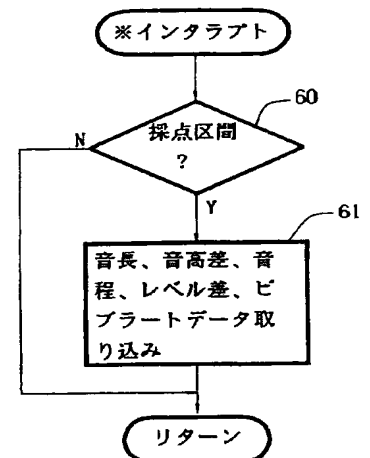 ※インタラプト
60
採点区間
?
N
Y
61
音長、音高差、音
程、レベル差、ビ
ブラートデータ取
り込み
リターン